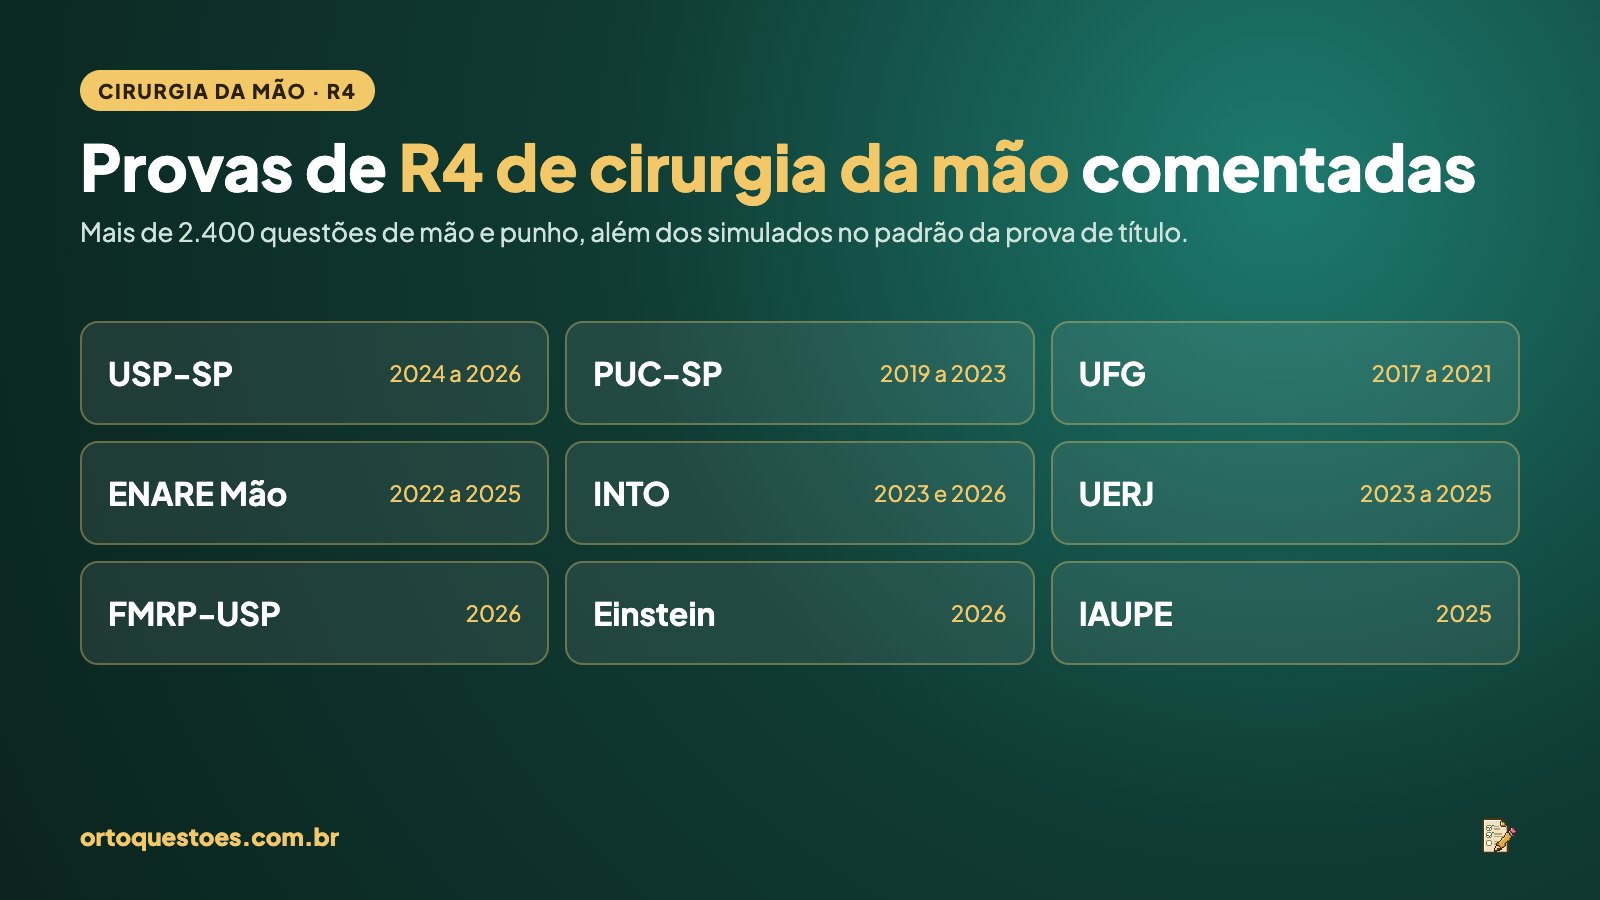 CIRURGIA DA MÃO · R4
Provas de R4 de cirurgia da mão comentadas
Mais de 2.400 questões de mão e punho, além dos simulados no padrão da prova de título.
USP-SP 2024 a 2026
PUC-SP 2019 a 2023
UFG 2017 a 2021
ENARE Mão 2022 a 2025
INTO 2023 e 2026
UERJ 2023 a 2025
FMRP-USP 2026
Einstein 2026
IAUPE 2025
ortoquestoes.com.br